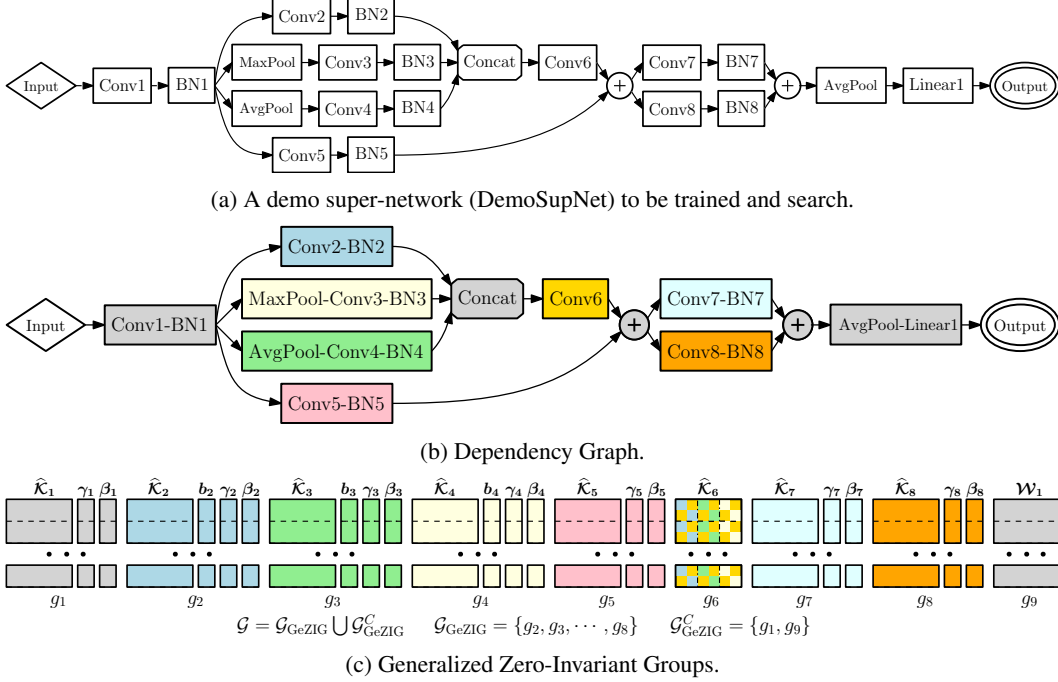 Conv2 BN2
MaxPool Conv3 BN3
Input Conv1 BN1 Concat Conv6 + Conv7 BN7 + AvgPool Linear1 Output
AvgPool Conv4 BN4 Conv8 BN8
Conv5 BN5
(a) A demo super-network (DemoSupNet) to be trained and search.
Conv2-BN2
MaxPool-Conv3-BN3 Concat Conv6 Conv7-BN7
Input Conv1-BN1 + + AvgPool-Linear1 Output
AvgPool-Conv4-BN4 Conv8-BN8
Conv5-BN5
(b) Dependency Graph.
𝒦̂₁ γ₁ β₁ 𝒦̂₂ b₂ γ₂ β₂ 𝒦̂₃ b₃ γ₃ β₃ 𝒦̂₄ b₄ γ₄ β₄ 𝒦̂₅ γ₅ β₅ 𝒦̂₆ 𝒦̂₇ γ₇ β₇ 𝒦̂₈ γ₈ β₈ 𝒲₁
g₁ g₂ g₃ g₄ g₅ g₆ g₇ g₈ g₉
𝒢 = 𝒢_GeZIG ⋃ 𝒢^C_GeZIG 𝒢_GeZIG = {g₂, g₃, ⋯ , g₈} 𝒢^C_GeZIG = {g₁, g₉}
(c) Generalized Zero-Invariant Groups.